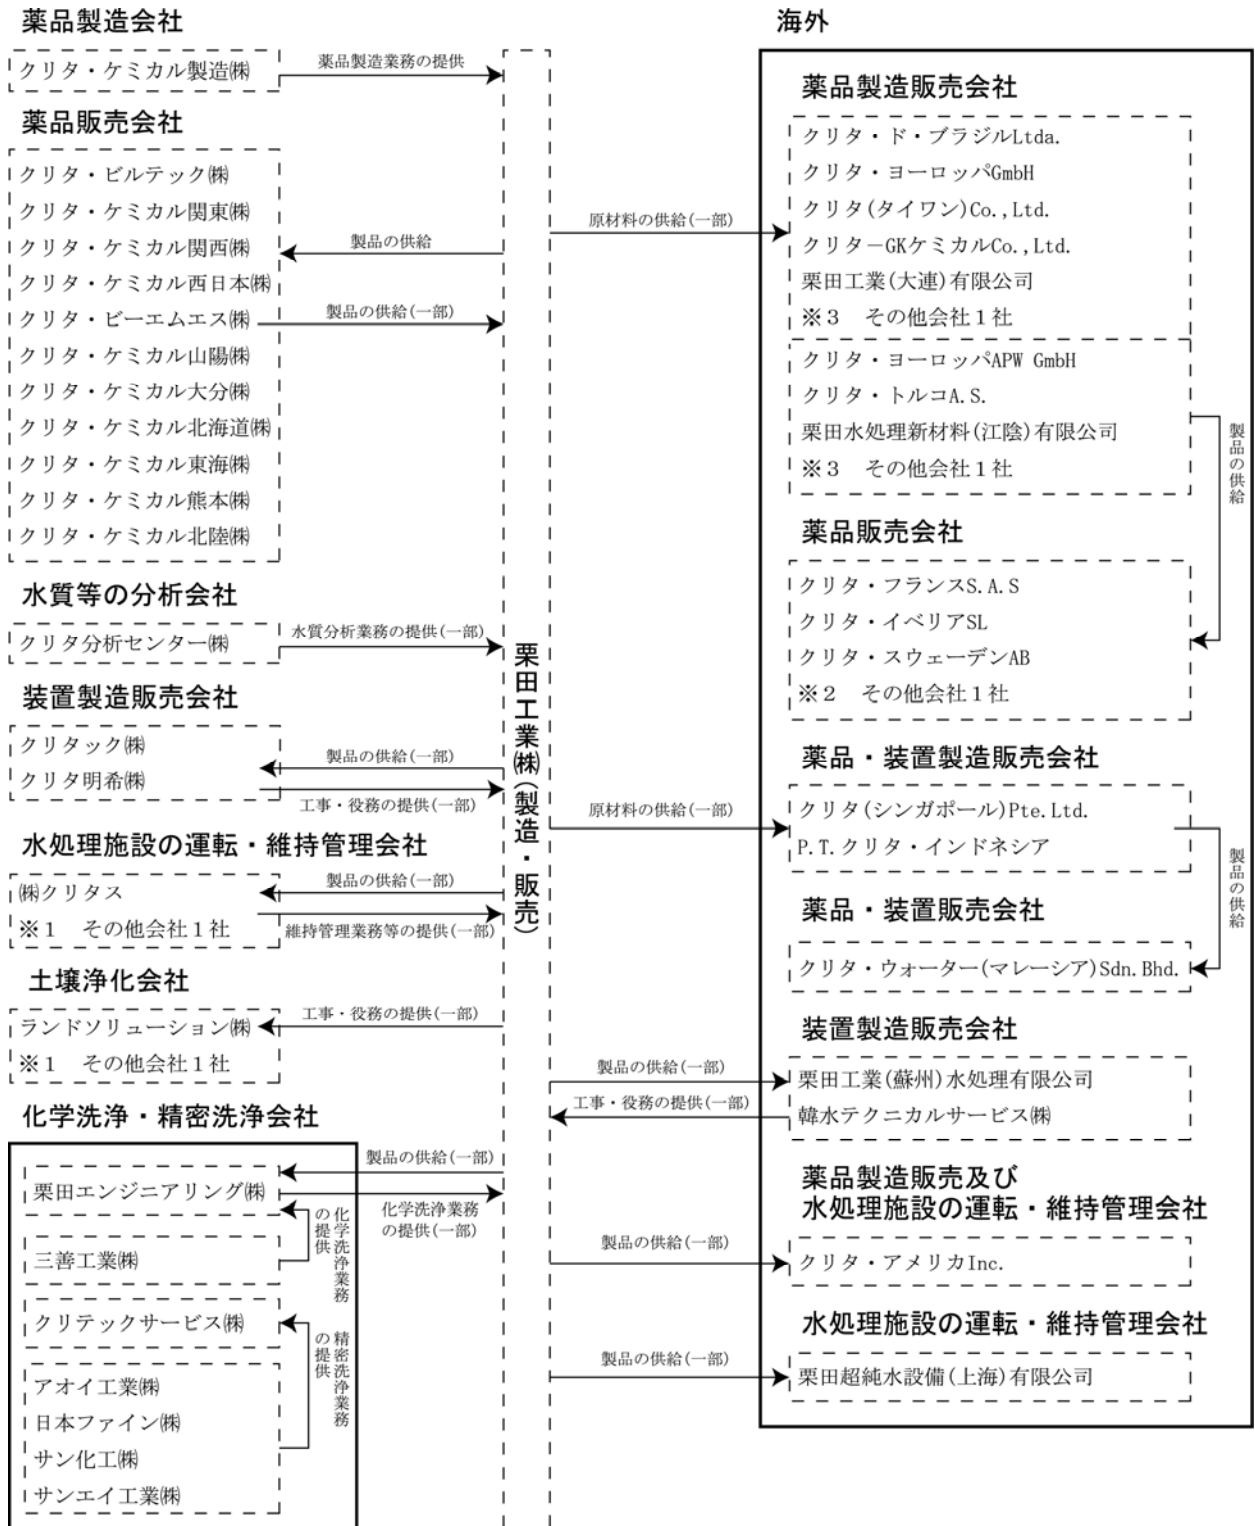 薬品製造会社
クリタ・ケミカル製造㈱
薬品製造業務の提供
薬品販売会社
クリタ・ビルテック㈱
クリタ・ケミカル関東㈱
クリタ・ケミカル関西㈱
クリタ・ケミカル西日本㈱
クリタ・ビーエムエス㈱
クリタ・ケミカル山陽㈱
クリタ・ケミカル大分㈱
クリタ・ケミカル北海道㈱
クリタ・ケミカル東海㈱
クリタ・ケミカル熊本㈱
クリタ・ケミカル北陸㈱
製品の供給
製品の供給(一部)
水質等の分析会社
クリタ分析センター㈱
水質分析業務の提供(一部)
装置製造販売会社
クリタック㈱
クリタ明希㈱
製品の供給(一部)
工事・役務の提供(一部)
水処理施設の運転・維持管理会社
㈱クリタス
※１　その他会社１社
製品の供給(一部)
維持管理業務等の提供(一部)
土壌浄化会社
ランドソリューション㈱
※１　その他会社１社
工事・役務の提供(一部)
化学洗浄・精密洗浄会社
栗田エンジニアリング㈱
製品の供給(一部)
化学洗浄業務
の提供(一部)
三善工業㈱
化学洗浄業務
の提供
クリテックサービス㈱
精密洗浄業務
の提供
アオイ工業㈱
日本ファイン㈱
サン化工㈱
サンエイ工業㈱
栗田工業㈱(製造・販売)
海外
薬品製造販売会社
原材料の供給(一部)
クリタ・ド・ブラジルLtda.
クリタ・ヨーロッパGmbH
クリタ(タイワン)Co.,Ltd.
クリタ－GKケミカルCo.,Ltd.
栗田工業(大連)有限公司
※３　その他会社１社
クリタ・ヨーロッパAPW GmbH
クリタ・トルコA.S.
栗田水処理新材料(江陰)有限公司
※３　その他会社１社
製品の供給
薬品販売会社
クリタ・フランスS.A.S
クリタ・イベリアSL
クリタ・スウェーデンAB
※２　その他会社１社
薬品・装置製造販売会社
原材料の供給(一部)
クリタ(シンガポール)Pte.Ltd.
P.T.クリタ・インドネシア
製品の供給
薬品・装置販売会社
クリタ・ウォーター(マレーシア)Sdn.Bhd.
装置製造販売会社
製品の供給(一部)
栗田工業(蘇州)水処理有限公司
工事・役務の提供(一部)
韓水テクニカルサービス㈱
薬品製造販売及び
水処理施設の運転・維持管理会社
製品の供給(一部)
クリタ・アメリカInc.
水処理施設の運転・維持管理会社
製品の供給(一部)
栗田超純水設備(上海)有限公司